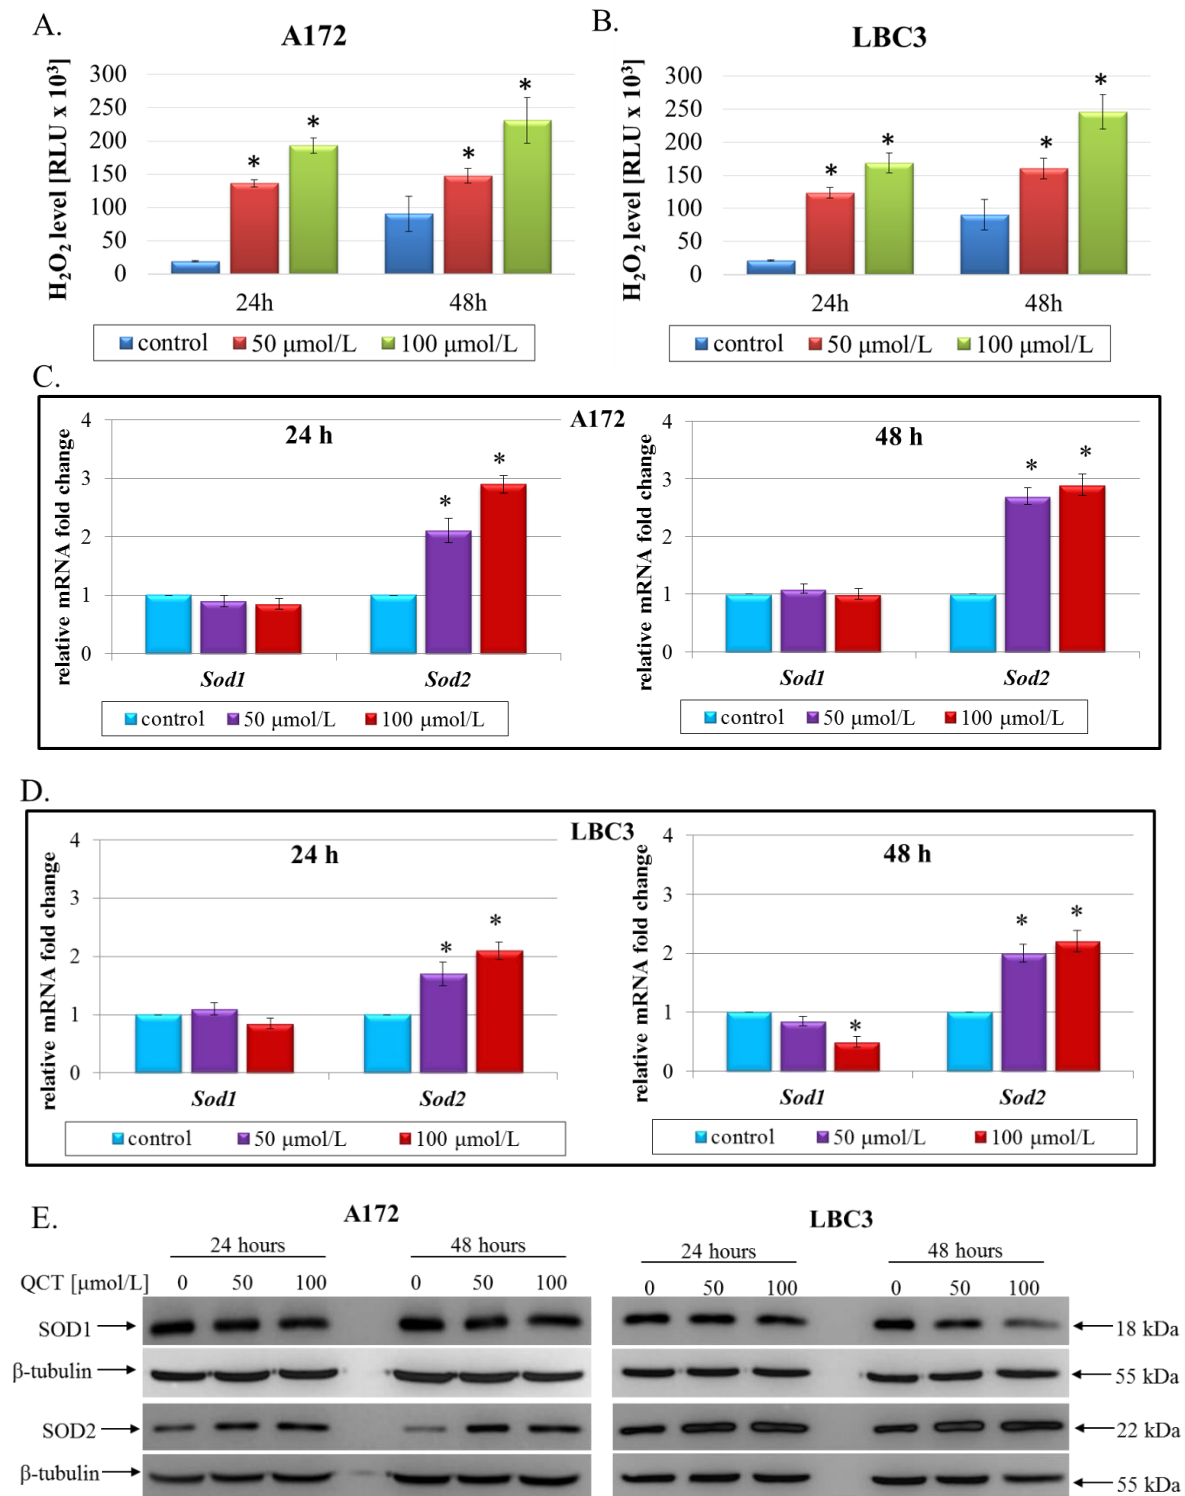 A.
A172
H₂O₂ level [RLU x 10³]
300
250
200
150
100
50
0
*
*
*
*
24h
48h
control 50 μmol/L 100 μmol/L
B.
LBC3
H₂O₂ level [RLU x 10³]
300
250
200
150
100
50
0
*
*
*
*
24h
48h
control 50 μmol/L 100 μmol/L
C.
A172
24 h
relative mRNA fold change
4
3
2
1
0
*
*
Sod1
Sod2
control 50 μmol/L 100 μmol/L
48 h
relative mRNA fold change
4
3
2
1
0
*
*
Sod1
Sod2
control 50 μmol/L 100 μmol/L
D.
LBC3
24 h
relative mRNA fold change
4
3
2
1
0
*
*
Sod1
Sod2
control 50 μmol/L 100 μmol/L
48 h
relative mRNA fold change
4
3
2
1
0
*
*
*
Sod1
Sod2
control 50 μmol/L 100 μmol/L
E.
A172
LBC3
24 hours 48 hours 24 hours 48 hours
QCT [μmol/L] 0 50 100 0 50 100 0 50 100 0 50 100
SOD1 18 kDa
β-tubulin 55 kDa
SOD2 22 kDa
β-tubulin 55 kDa